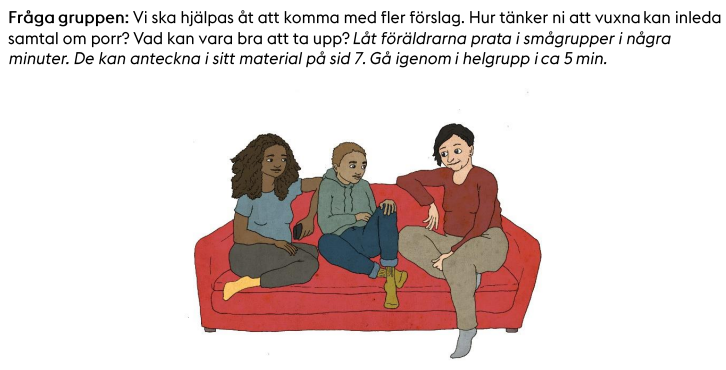 Fråga gruppen: Vi ska hjälpas åt att komma med fler förslag. Hur tänker ni att vuxna kan inleda
samtal om porr? Vad kan vara bra att ta upp? Låt föräldrarna prata i smågrupper i några
minuter. De kan anteckna i sitt material på sid 7. Gå igenom i helgrupp i ca 5 min.